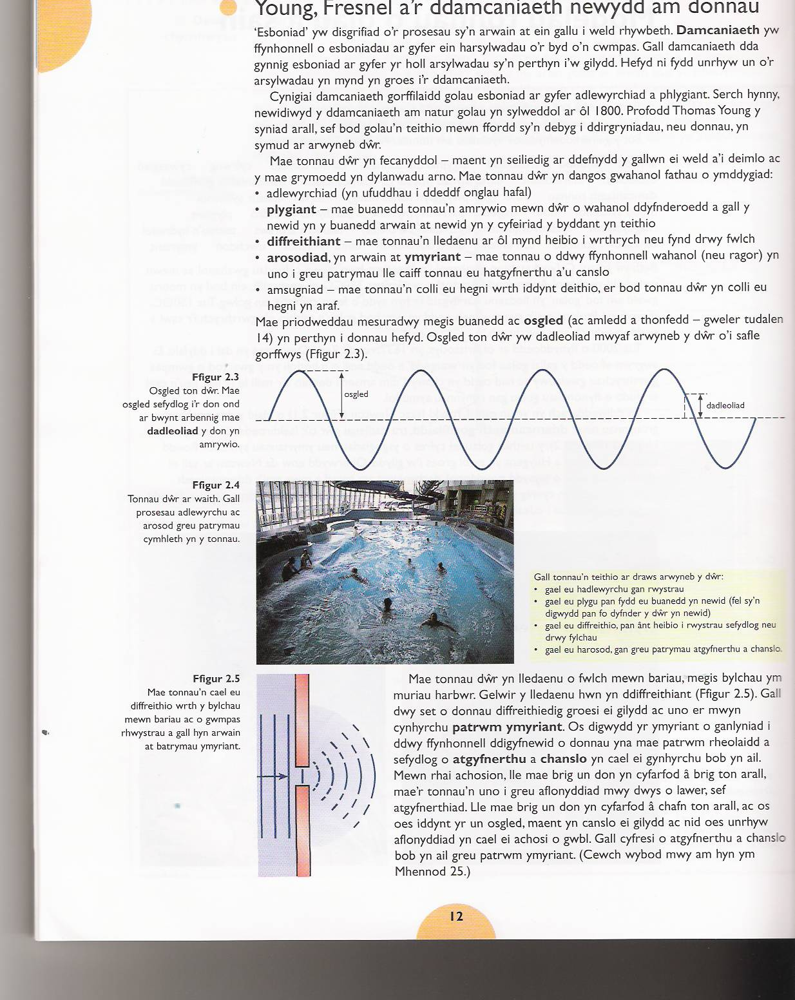 Young, Fresnel a'r ddamcaniaeth newydd am donnau
'Esboniad' yw disgrifiad o'r prosesau sy'n arwain at ein gallu i weld rhywbeth. Damcaniaeth yw
ffynhonnell o esboniadau ar gyfer ein harsylwadau o'r byd o'n cwmpas. Gall damcaniaeth dda
gynnig esboniad ar gyfer yr holl arsylwadau sy'n perthyn i'w gilydd. Hefyd ni fydd unrhyw un o'r
arsylwadau yn mynd yn groes i'r ddamcaniaeth.
Cynigiai damcaniaeth gorffilaidd golau esboniad ar gyfer adlewyrchiad a phlygiant. Serch hynny,
newidiwyd y ddamcaniaeth am natur golau yn sylweddol ar ôl 1800. Profodd Thomas Young y
syniad arall, sef bod golau'n teithio mewn ffordd sy'n debyg i ddirgryniadau, neu donnau, yn
symud ar arwyneb dŵr.
Mae tonnau dŵr yn fecanyddol – maent yn seiliedig ar ddefnydd y gallwn ei weld a'i deimlo ac
y mae grymoedd yn dylanwadu arno. Mae tonnau dŵr yn dangos gwahanol fathau o ymddygiad:
• adlewyrchiad (yn ufuddhau i ddeddf onglau hafal)
• plygiant – mae buanedd tonnau'n amrywio mewn dŵr o wahanol ddyfnderoedd a gall y
newid yn y buanedd arwain at newid yn y cyfeiriad y byddant yn teithio
• diffreithiant – mae tonnau'n lledaenu ar ôl mynd heibio i wrthrych neu fynd drwy fwlch
• arosodiad, yn arwain at ymyriant – mae tonnau o ddwy ffynhonnell wahanol (neu ragor) yn
uno i greu patrymau lle caiff tonnau eu hatgyfnerthu a'u canslo
• amsugniad – mae tonnau'n colli eu hegni wrth iddynt deithio, er bod tonnau dŵr yn colli eu
hegni yn araf.
Mae priodweddau mesuradwy megis buanedd ac osgled (ac amledd a thonfedd – gweler tudalen
14) yn perthyn i donnau hefyd. Osgled ton dŵr yw dadleoliad mwyaf arwyneb y dŵr o'i safle
gorffwys (Ffigur 2.3).
Ffigur 2.3
Osgled ton dŵr. Mae
osgled sefydlog i'r don ond
ar bwynt arbennig mae
dadleoliad y don yn
amrywio.
osgled
dadleoliad
Ffigur 2.4
Tonnau dŵr ar waith. Gall
prosesau adlewyrchu ac
arosod greu patrymau
cymhleth yn y tonnau.
Gall tonnau'n teithio ar draws arwyneb y dŵr:
• gael eu hadlewyrchu gan rwystrau
• gael eu plygu pan fydd eu buanedd yn newid (fel sy'n
digwydd pan fo dyfnder y dŵr yn newid)
• gael eu diffreithio, pan ânt heibio i rwystrau sefydlog neu
drwy fylchau
• gael eu harosod, gan greu patrymau atgyfnerthu a chanslo.
Ffigur 2.5
Mae tonnau'n cael eu
diffreithio wrth y bylchau
mewn bariau ac o gwmpas
rhwystrau a gall hyn arwain
at batrymau ymyriant.
Mae tonnau dŵr yn lledaenu o fwlch mewn bariau, megis bylchau ym
muriau harbwr. Gelwir y lledaenu hwn yn ddiffreithiant (Ffigur 2.5). Gall
dwy set o donnau diffreithiedig groesi ei gilydd ac uno er mwyn
cynhyrchu patrwm ymyriant. Os digwydd yr ymyriant o ganlyniad i
ddwy ffynhonnell ddigyfnewid o donnau yna mae patrwm rheolaidd a
sefydlog o atgyfnerthu a chanslo yn cael ei gynhyrchu bob yn ail.
Mewn rhai achosion, lle mae brig un don yn cyfarfod â brig ton arall,
mae'r tonnau'n uno i greu aflonyddiad mwy dwys o lawer, sef
atgyfnerthiad. Lle mae brig un don yn cyfarfod â chafn ton arall, ac os
oes iddynt yr un osgled, maent yn canslo ei gilydd ac nid oes unrhyw
aflonyddiad yn cael ei achosi o gwbl. Gall cyfresi o atgyfnerthu a chanslo
bob yn ail greu patrwm ymyriant. (Cewch wybod mwy am hyn ym
Mhennod 25.)
12